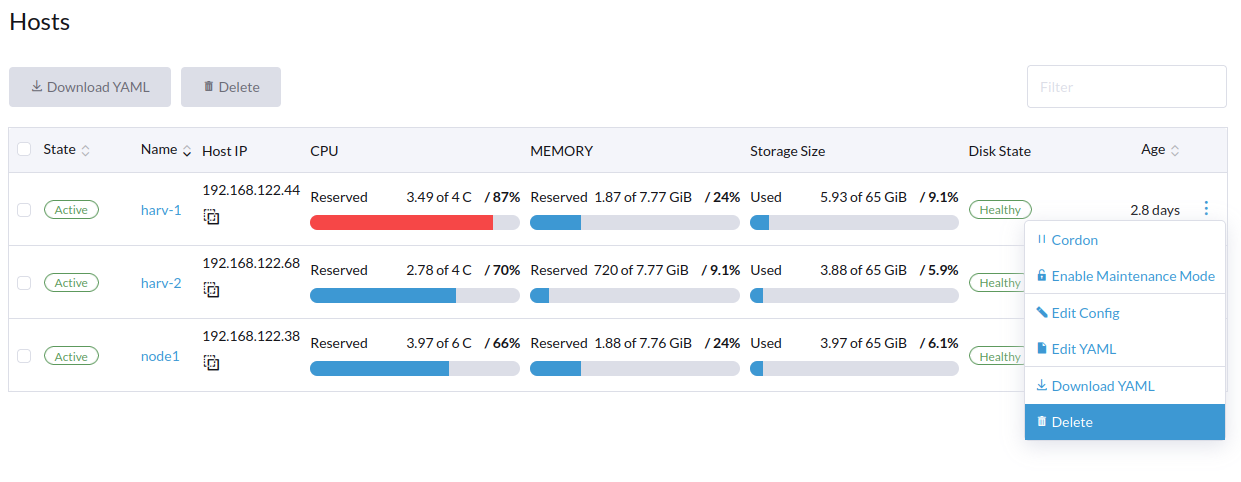 Hosts
Download YAML Delete Filter
State Name Host IP CPU MEMORY Storage Size Disk State Age
Active harv-1 192.168.122.44 Reserved 3.49 of 4 C / 87% Reserved 1.87 of 7.77 GiB / 24% Used 5.93 of 65 GiB / 9.1% Healthy 2.8 days
Active harv-2 192.168.122.68 Reserved 2.78 of 4 C / 70% Reserved 720 of 7.77 GiB / 9.1% Used 3.88 of 65 GiB / 5.9% Healthy
Active node1 192.168.122.38 Reserved 3.97 of 6 C / 66% Reserved 1.88 of 7.76 GiB / 24% Used 3.97 of 65 GiB / 6.1% Healthy
Cordon
Enable Maintenance Mode
Edit Config
Edit YAML
Download YAML
Delete